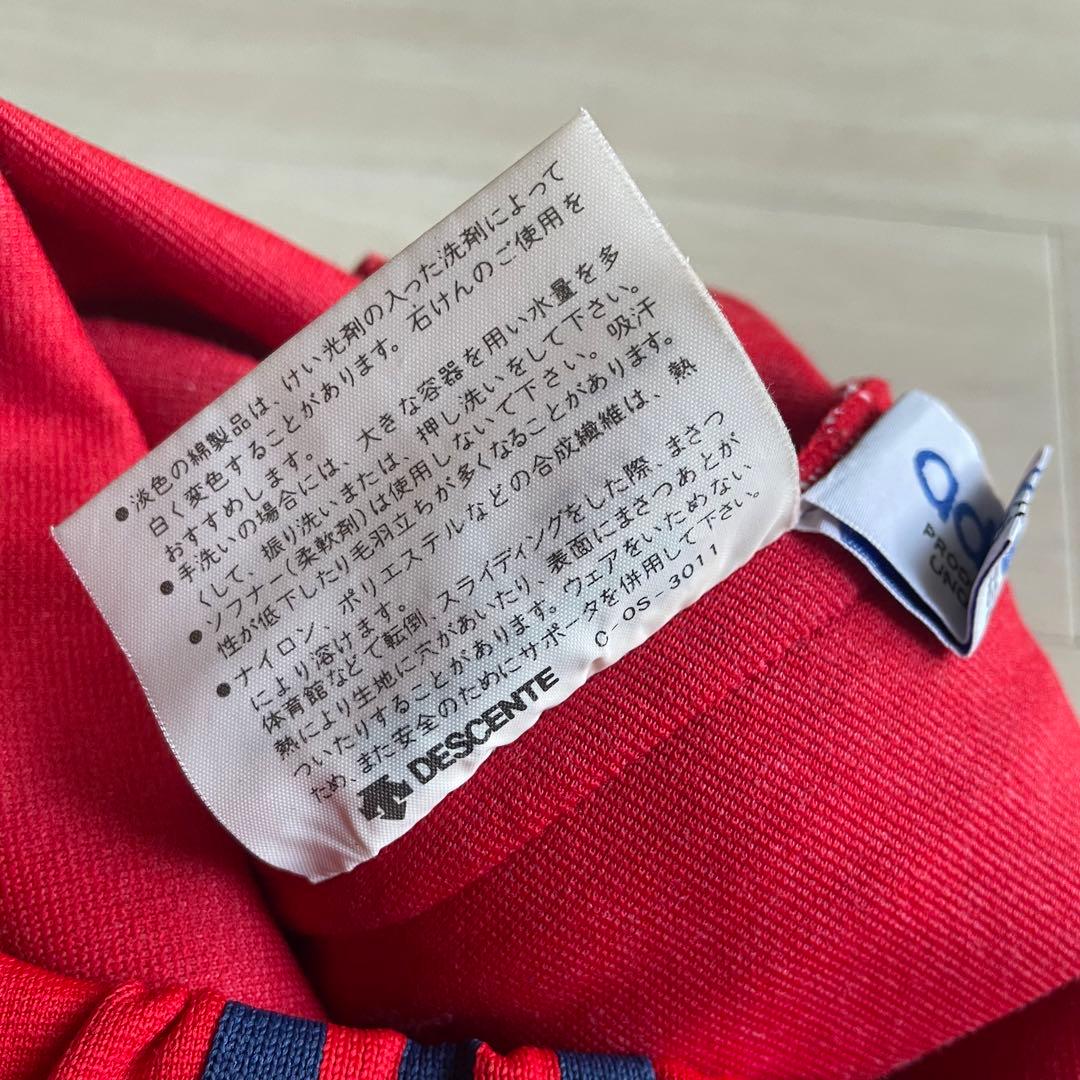 ●淡色の綿製品は、けい光剤の入った洗剤によって
白く変色することがあります。石けんのご使用を
おすすめします。
●手洗いの場合には、大きな容器を用い水量を多
くして、振り洗いまたは、押し洗いをして下さい。
●ソフナー(柔軟剤)は使用しないで下さい。吸汗
性が低下したり毛羽立ちが多くなることがあります。
●ナイロン、ポリエステルなどの合成繊維は、熱
により溶けます。
体育館などで転倒、スライディングをした際、まさつ
熱により生地に穴があいたり、表面にまさつあとが
ついたりすることがあります。ウェアをいためない
ため、また安全のためにサポータを併用して下さい。
DESCENTE C-OS-3011